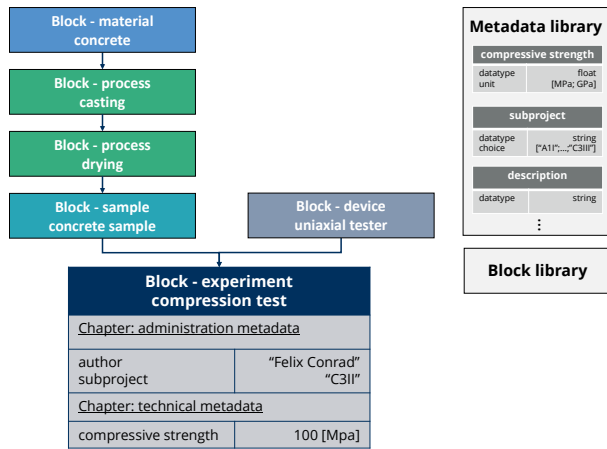 Block - material
concrete
Block - process
casting
Block - process
drying
Block - sample
concrete sample
Block - device
uniaxial tester
Block - experiment
compression test
Chapter: administration metadata
author “Felix Conrad”
subproject “C3II”
Chapter: technical metadata
compressive strength 100 [Mpa]
Metadata library
compressive strength
datatype float
unit [MPa; GPa]
subproject
datatype string
choice [“A1I”;...;“C3III”]
description
datatype string
⋮
Block library